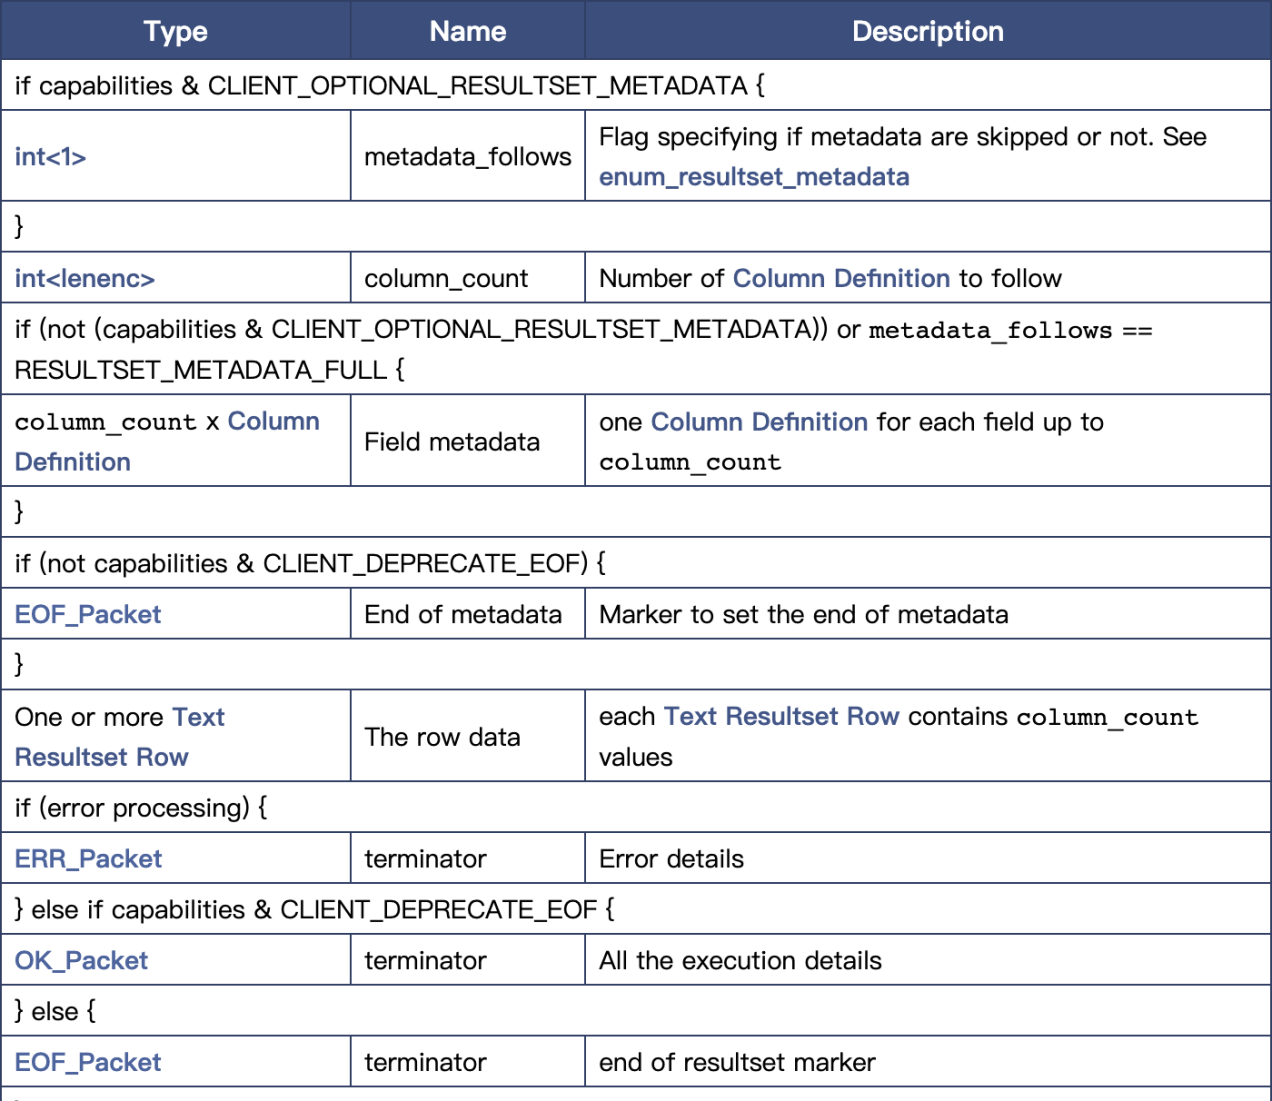 Type Name Description
if capabilities & CLIENT_OPTIONAL_RESULTSET_METADATA {
int<1> metadata_follows Flag specifying if metadata are skipped or not. See
enum_resultset_metadata
}
int<lenenc> column_count Number of Column Definition to follow
if (not (capabilities & CLIENT_OPTIONAL_RESULTSET_METADATA)) or metadata_follows ==
RESULTSET_METADATA_FULL {
column_count x Column
Definition
Field metadata
one Column Definition for each field up to
column_count
}
if (not capabilities & CLIENT_DEPRECATE_EOF) {
EOF_Packet End of metadata Marker to set the end of metadata
}
One or more Text
Resultset Row
The row data
each Text Resultset Row contains column_count
values
if (error processing) {
ERR_Packet terminator Error details
} else if capabilities & CLIENT_DEPRECATE_EOF {
OK_Packet terminator All the execution details
} else {
EOF_Packet terminator end of resultset marker